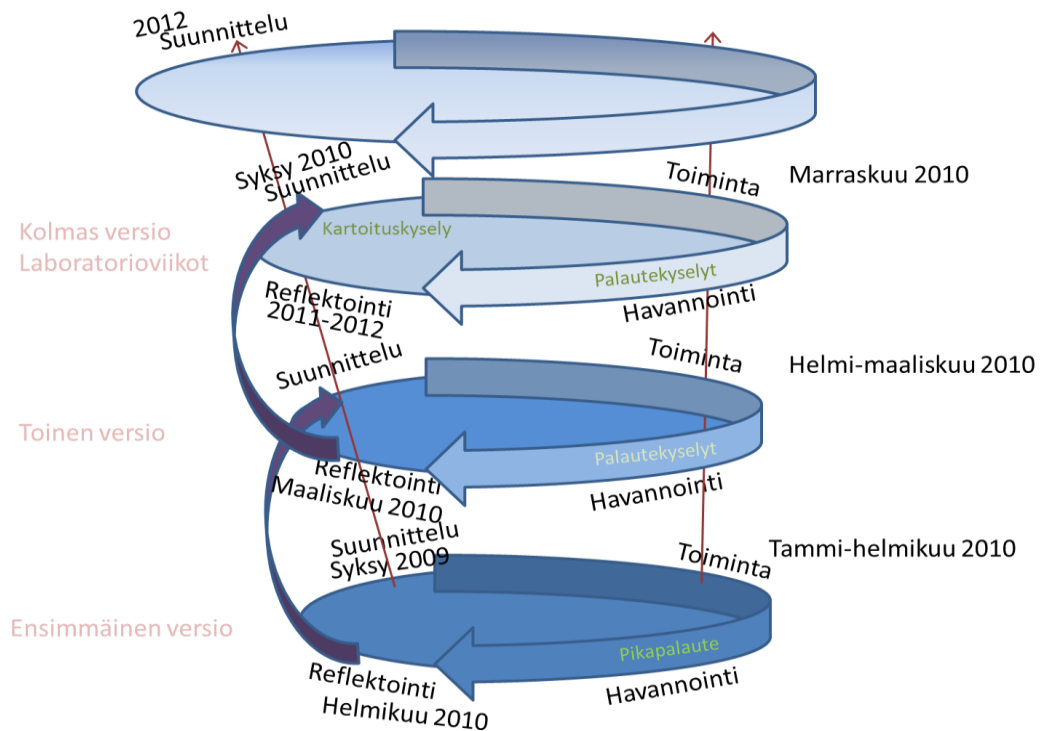 2012
Suunnittelu
Syksy 2010
Suunnittelu
Toiminta
Marraskuu 2010
Kolmas versio
Laboratorioviikot
Kartoituskysely
Palautekyselyt
Havannointi
Reflektointi
2011-2012
Suunnittelu
Toiminta
Helmi-maaliskuu 2010
Toinen versio
Palautekyselyt
Havannointi
Reflektointi
Maaliskuu 2010
Suunnittelu
Syksy 2009
Toiminta
Tammi-helmikuu 2010
Ensimmäinen versio
Pikapalaute
Havannointi
Reflektointi
Helmikuu 2010